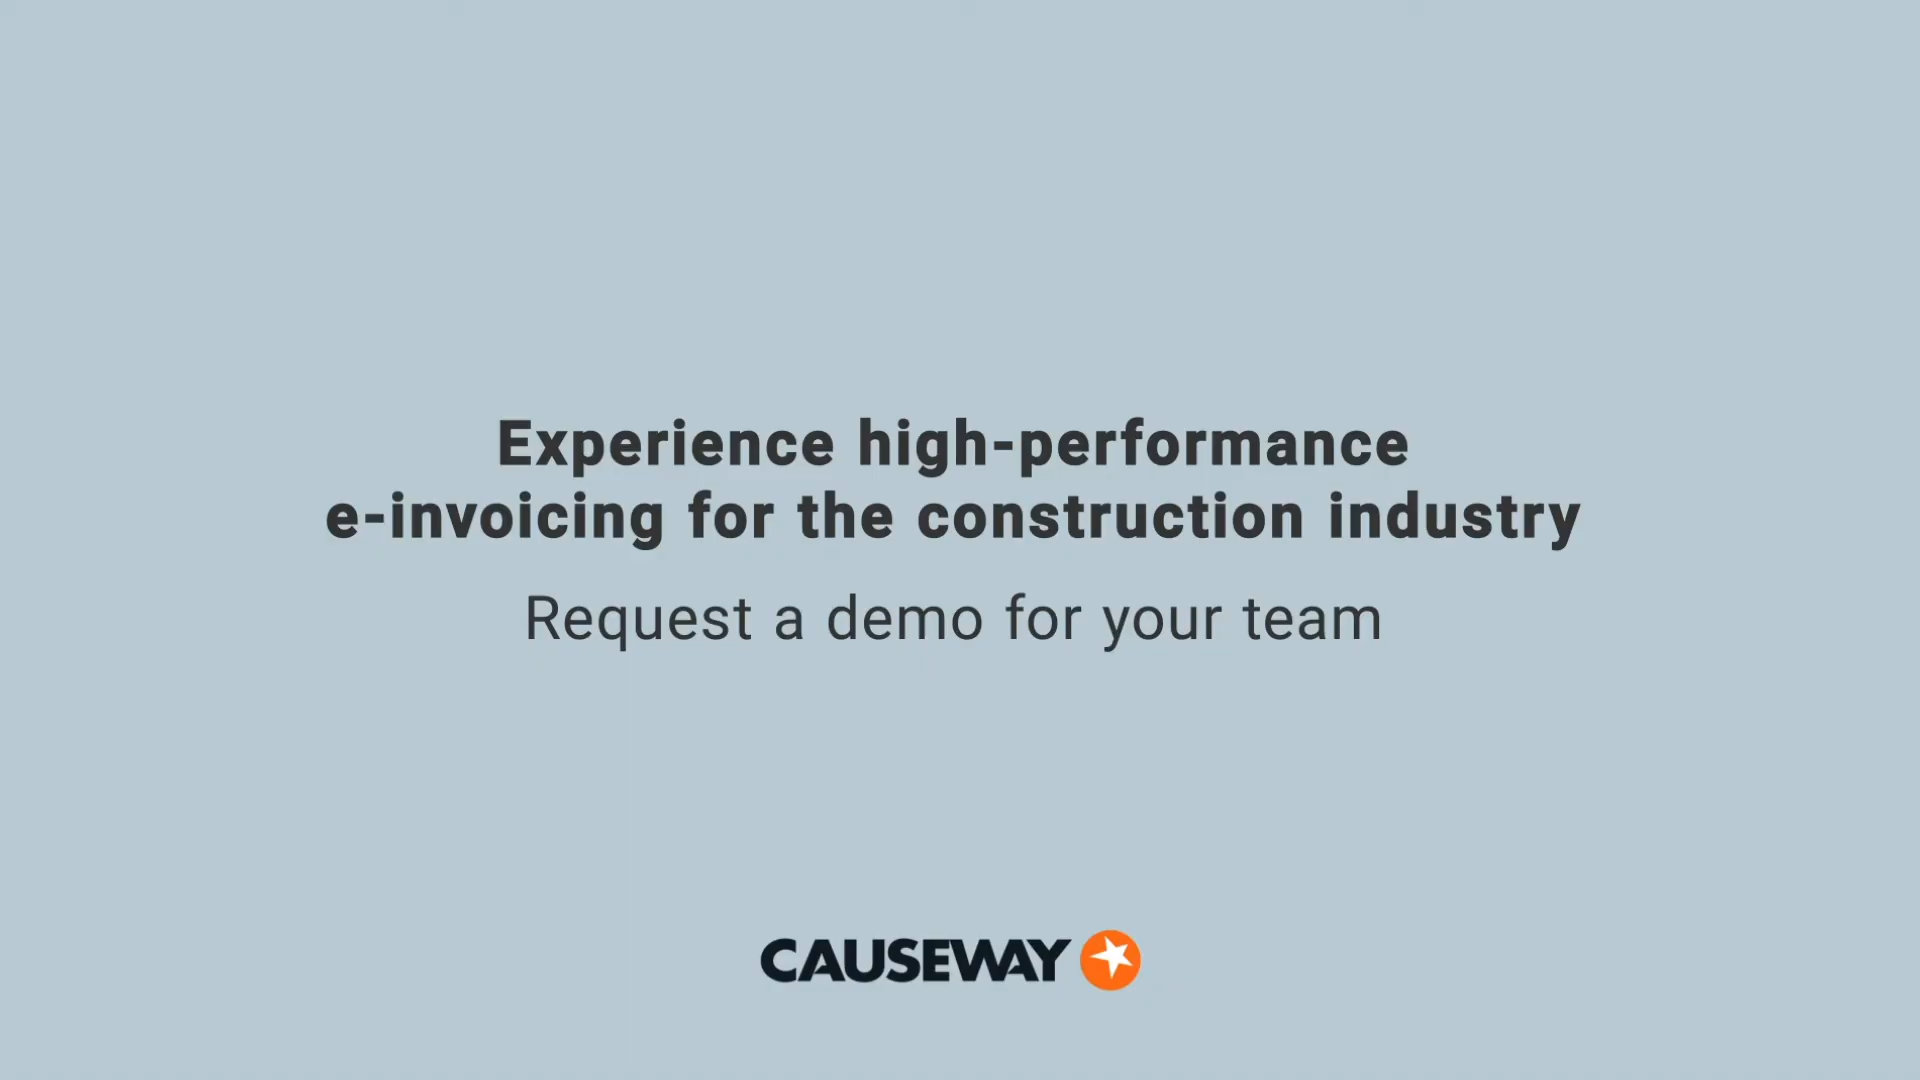 Experience high-performance
e-invoicing for the construction industry
Request a demo for your team
CAUSEWAY